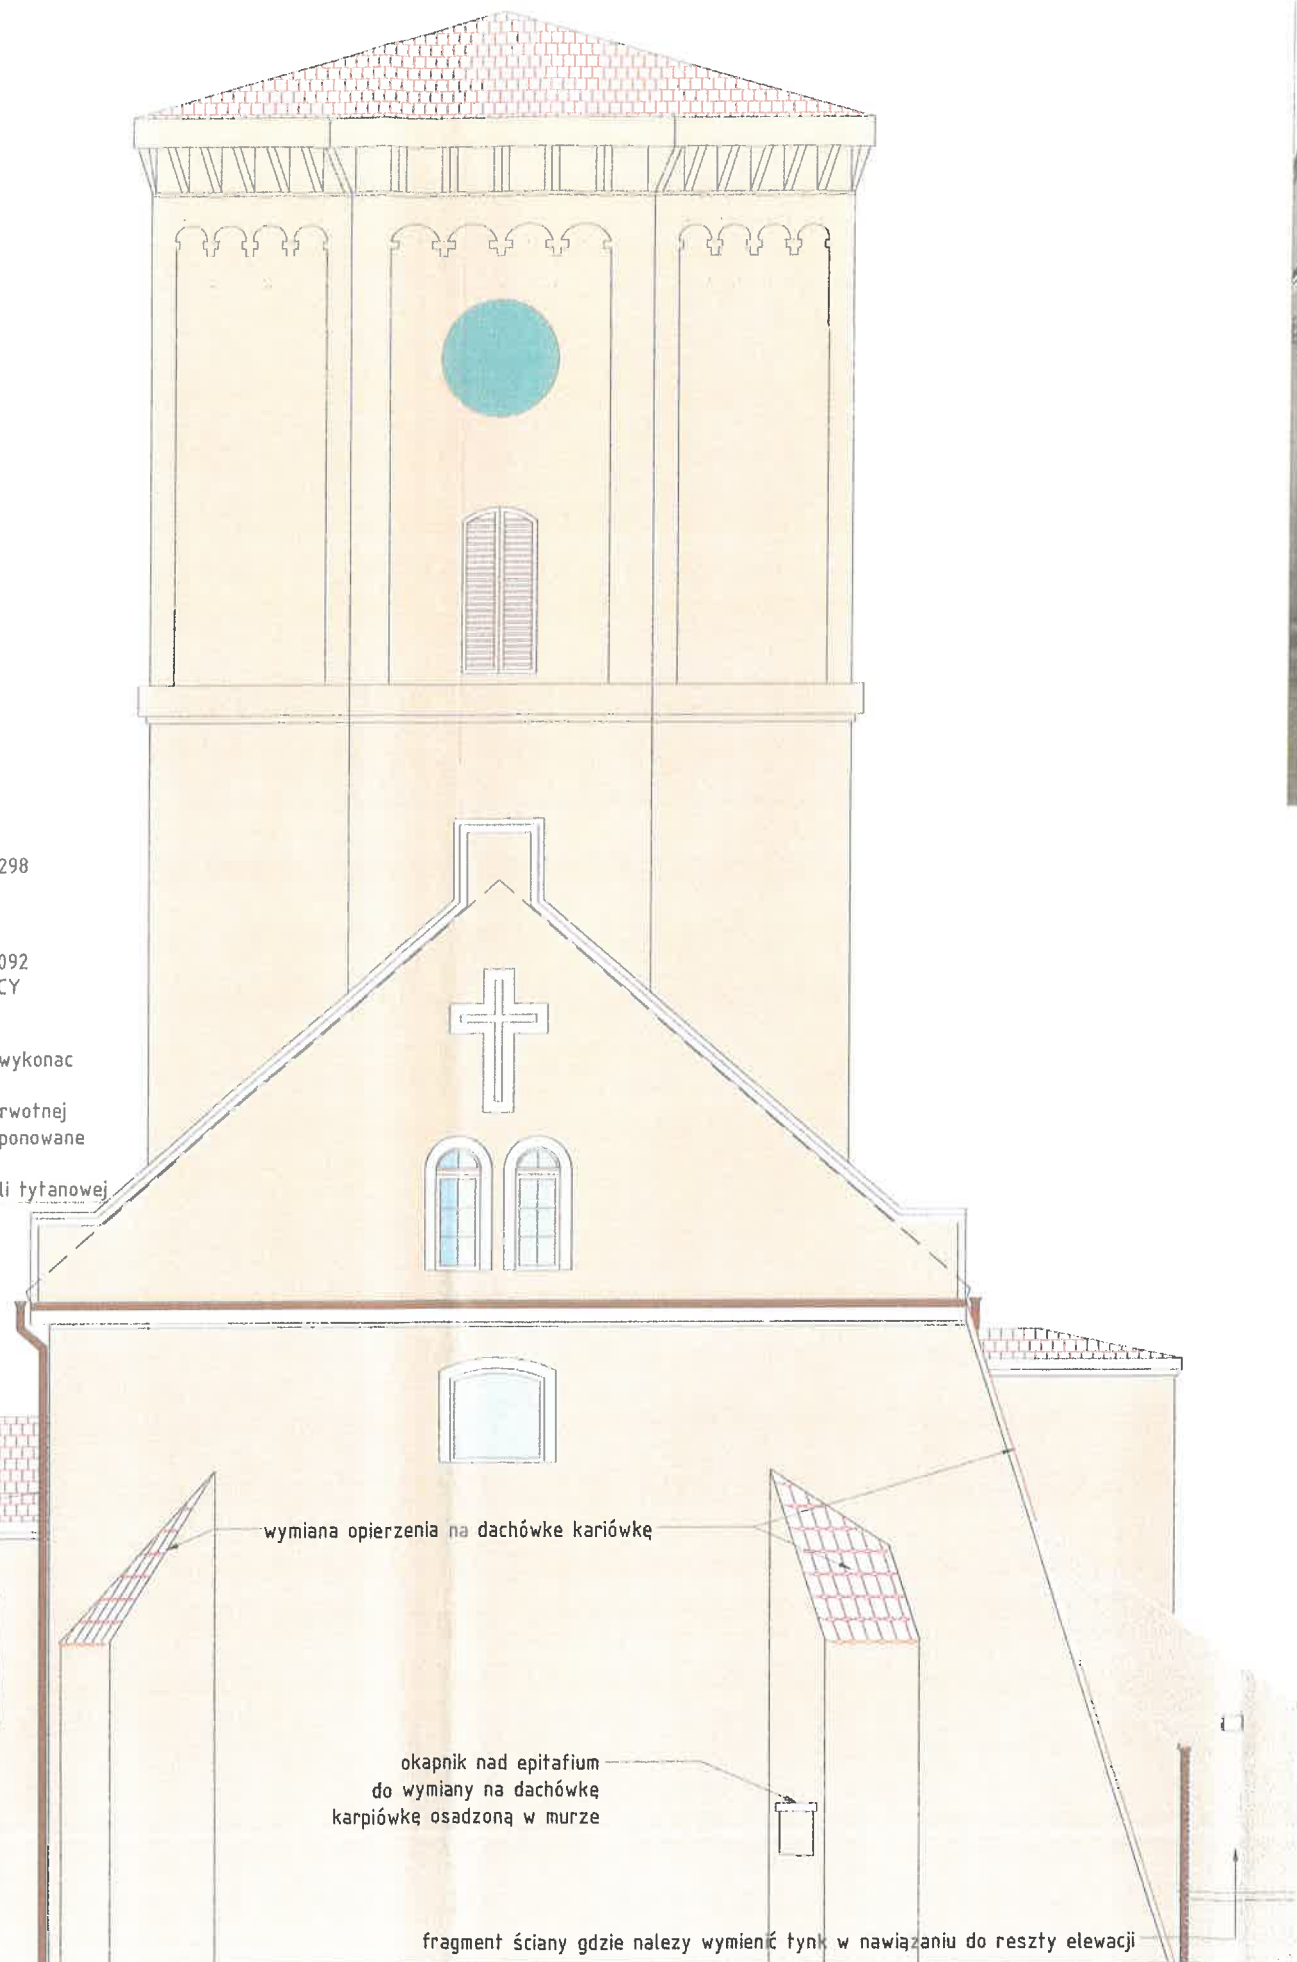 298
092
CY
wykonac
rwotnej
ponowane
li tytanowej
wymiana opierzenia na dachówke kariówkę
okapnik nad epitafium
do wymiany na dachówkę
karpiówkę osadzoną w murze
fragment ściany gdzie nalezy wymienić tynk w nawiązaniu do reszty elewacji